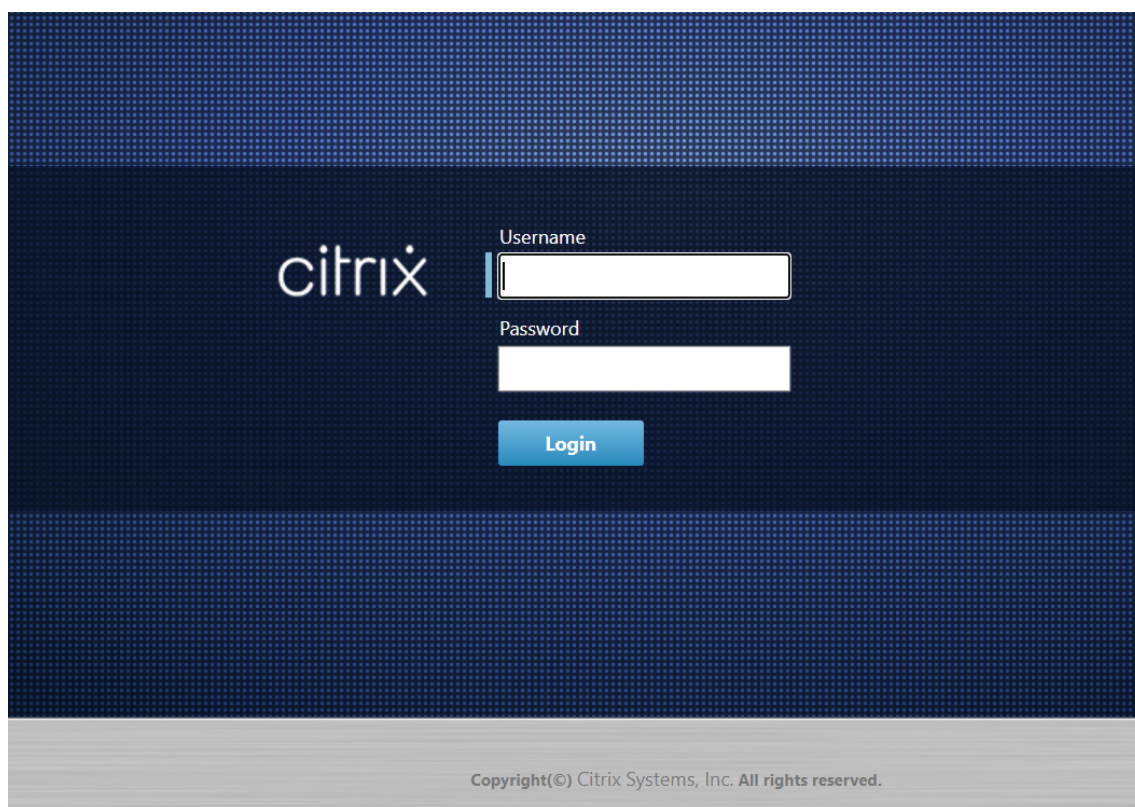 citrix
Username
Password
Login
Copyright(©) Citrix Systems, Inc. All rights reserved.